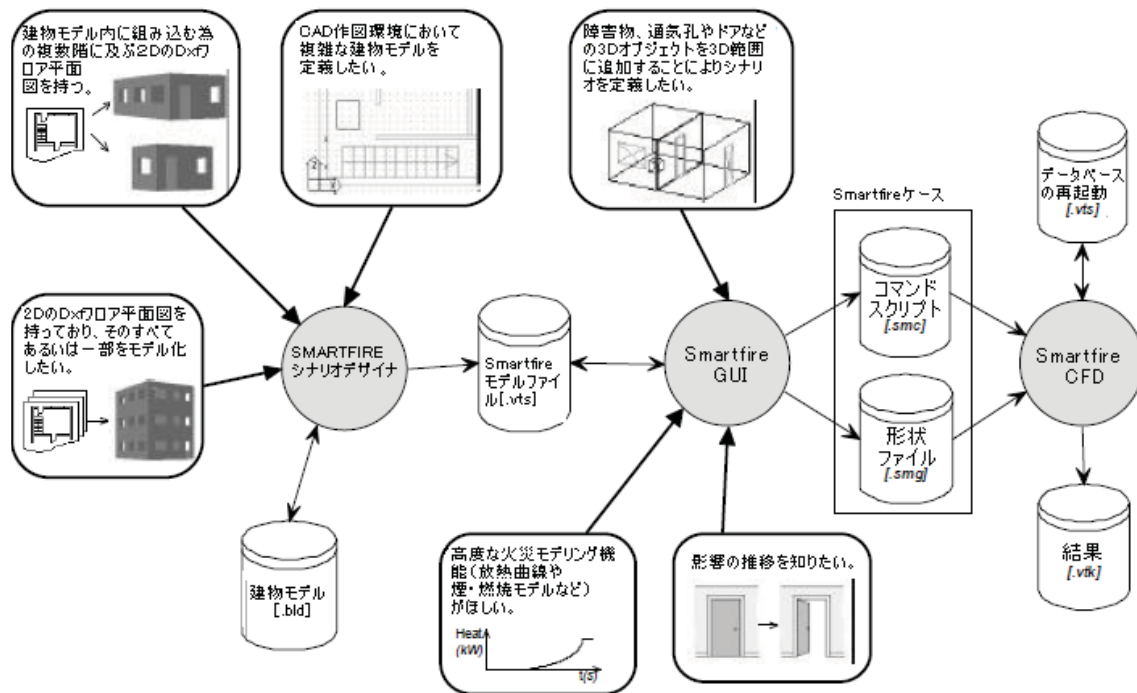 建物モデル内に組み込む為
の複数階に及ぶ2DのDxfフ
ロア平面
図を持つ。
CAD作図環境において
複雑な建物モデルを
定義したい。
障害物、通気孔やドアなど
の3Dオブジェクトを3D範囲
に追加することによりシナリ
オを定義したい。
2DのDxfフロア平面図を
持っており、そのすべて
あるいは一部をモデル化
したい。
SMARTFIRE
シナリオデザイナ
建物モデル
[.bld]
Smartfire
モデルファイ
ル[.vts]
Smartfire
GUI
高度な火災モデリング機
能(放熱曲線や
煙・燃焼モデルなど)
がほしい。
Heat
(kW)
t(s)
影響の推移を知りたい。
Smartfireケース
コマンド
スクリプト
[.smc]
形状
ファイル
[.smg]
データベース
の再起動
[.vts]
Smartfire
CFD
結果
[.vtk]